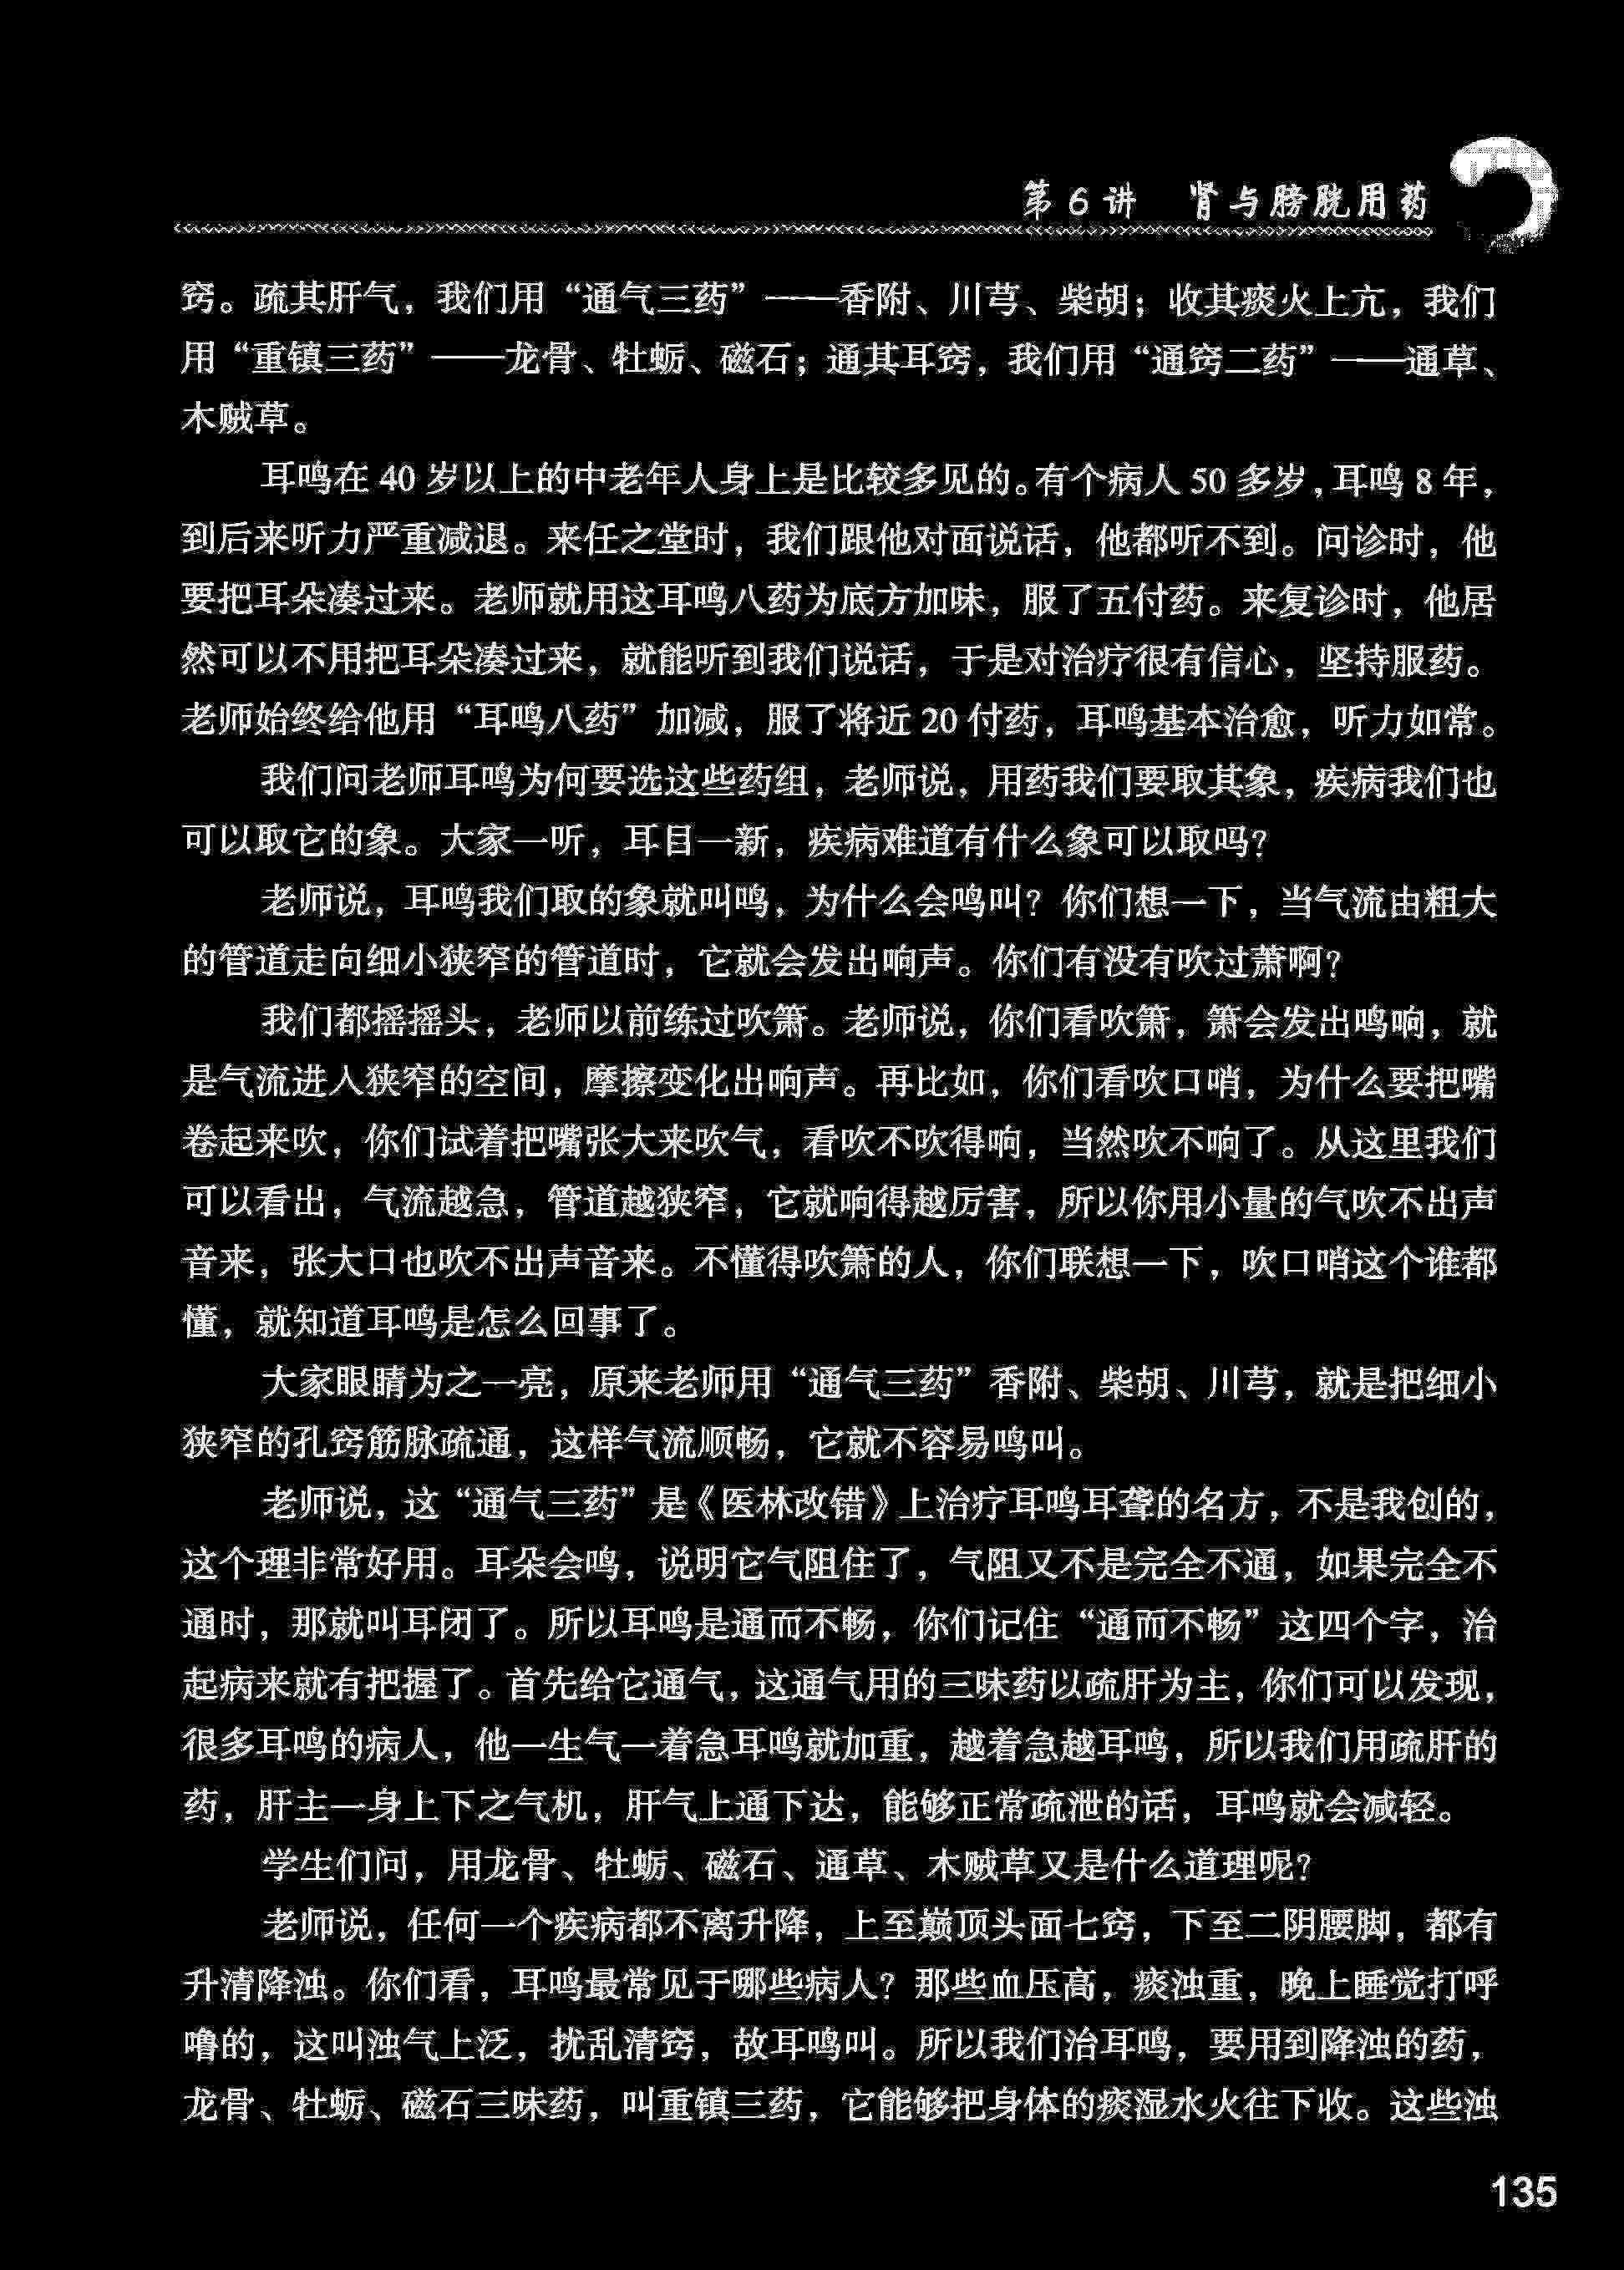 第6讲 肾与膀胱用药
窍。疏其肝气，我们用“通气三药”——香附、川芎、柴胡；收其痰火上亢，我们
用“重镇三药”——龙骨、牡蛎、磁石；通其耳窍，我们用“通窍二药”——通草、
木贼草。
耳鸣在 40 岁以上的中老年人身上是比较多见的。有个病人 50 多岁，耳鸣 8 年，
到后来听力严重减退。来任之堂时，我们跟他对面说话，他都听不到。问诊时，他
要把耳朵凑过来。老师就用这耳鸣八药为底方加味，服了五付药。来复诊时，他居
然可以不用把耳朵凑过来，就能听到我们说话，于是对治疗很有信心，坚持服药。
老师始终给他用“耳鸣八药”加减，服了将近 20 付药，耳鸣基本治愈，听力如常。
我们问老师耳鸣为何要选这些药组，老师说，用药我们要取其象，疾病我们也
可以取它的象。大家一听，耳目一新，疾病难道有什么象可以取吗？
老师说，耳鸣我们取的象就叫鸣，为什么会鸣叫？你们想一下，当气流由粗大
的管道走向细小狭窄的管道时，它就会发出响声。你们有没有吹过萧啊？
我们都摇摇头，老师以前练过吹箫。老师说，你们看吹箫，箫会发出鸣响，就
是气流进入狭窄的空间，摩擦变化出响声。再比如，你们看吹口哨，为什么要把嘴
卷起来吹，你们试着把嘴张大来吹气，看吹不吹得响，当然吹不响了。从这里我们
可以看出，气流越急，管道越狭窄，它就响得越厉害，所以你用小量的气吹不出声
音来，张大口也吹不出声音来。不懂得吹箫的人，你们联想一下，吹口哨这个谁都
懂，就知道耳鸣是怎么回事了。
大家眼睛为之一亮，原来老师用“通气三药”香附、柴胡、川芎，就是把细小
狭窄的孔窍筋脉疏通，这样气流顺畅，它就不容易鸣叫。
老师说，这“通气三药”是《医林改错》上治疗耳鸣耳聋的名方，不是我创的，
这个理非常好用。耳朵会鸣，说明它气阻住了，气阻又不是完全不通，如果完全不
通时，那就叫耳闭了。所以耳鸣是通而不畅，你们记住“通而不畅”这四个字，治
起病来就有把握了。首先给它通气，这通气用的三味药以疏肝为主，你们可以发现，
很多耳鸣的病人，他一生气一着急耳鸣就加重，越着急越耳鸣，所以我们用疏肝的
药，肝主一身上下之气机，肝气上通下达，能够正常疏泄的话，耳鸣就会减轻。
学生们问，用龙骨、牡蛎、磁石、通草、木贼草又是什么道理呢？
老师说，任何一个疾病都不离升降，上至巅顶头面七窍，下至二阴腰脚，都有
升清降浊。你们看，耳鸣最常见于哪些病人？那些血压高，痰浊重，晚上睡觉打呼
噜的，这叫浊气上泛，扰乱清窍，故耳鸣叫。所以我们治耳鸣，要用到降浊的药，
龙骨、牡蛎、磁石三味药，叫重镇三药，它能够把身体的痰湿水火往下收。这些浊
135